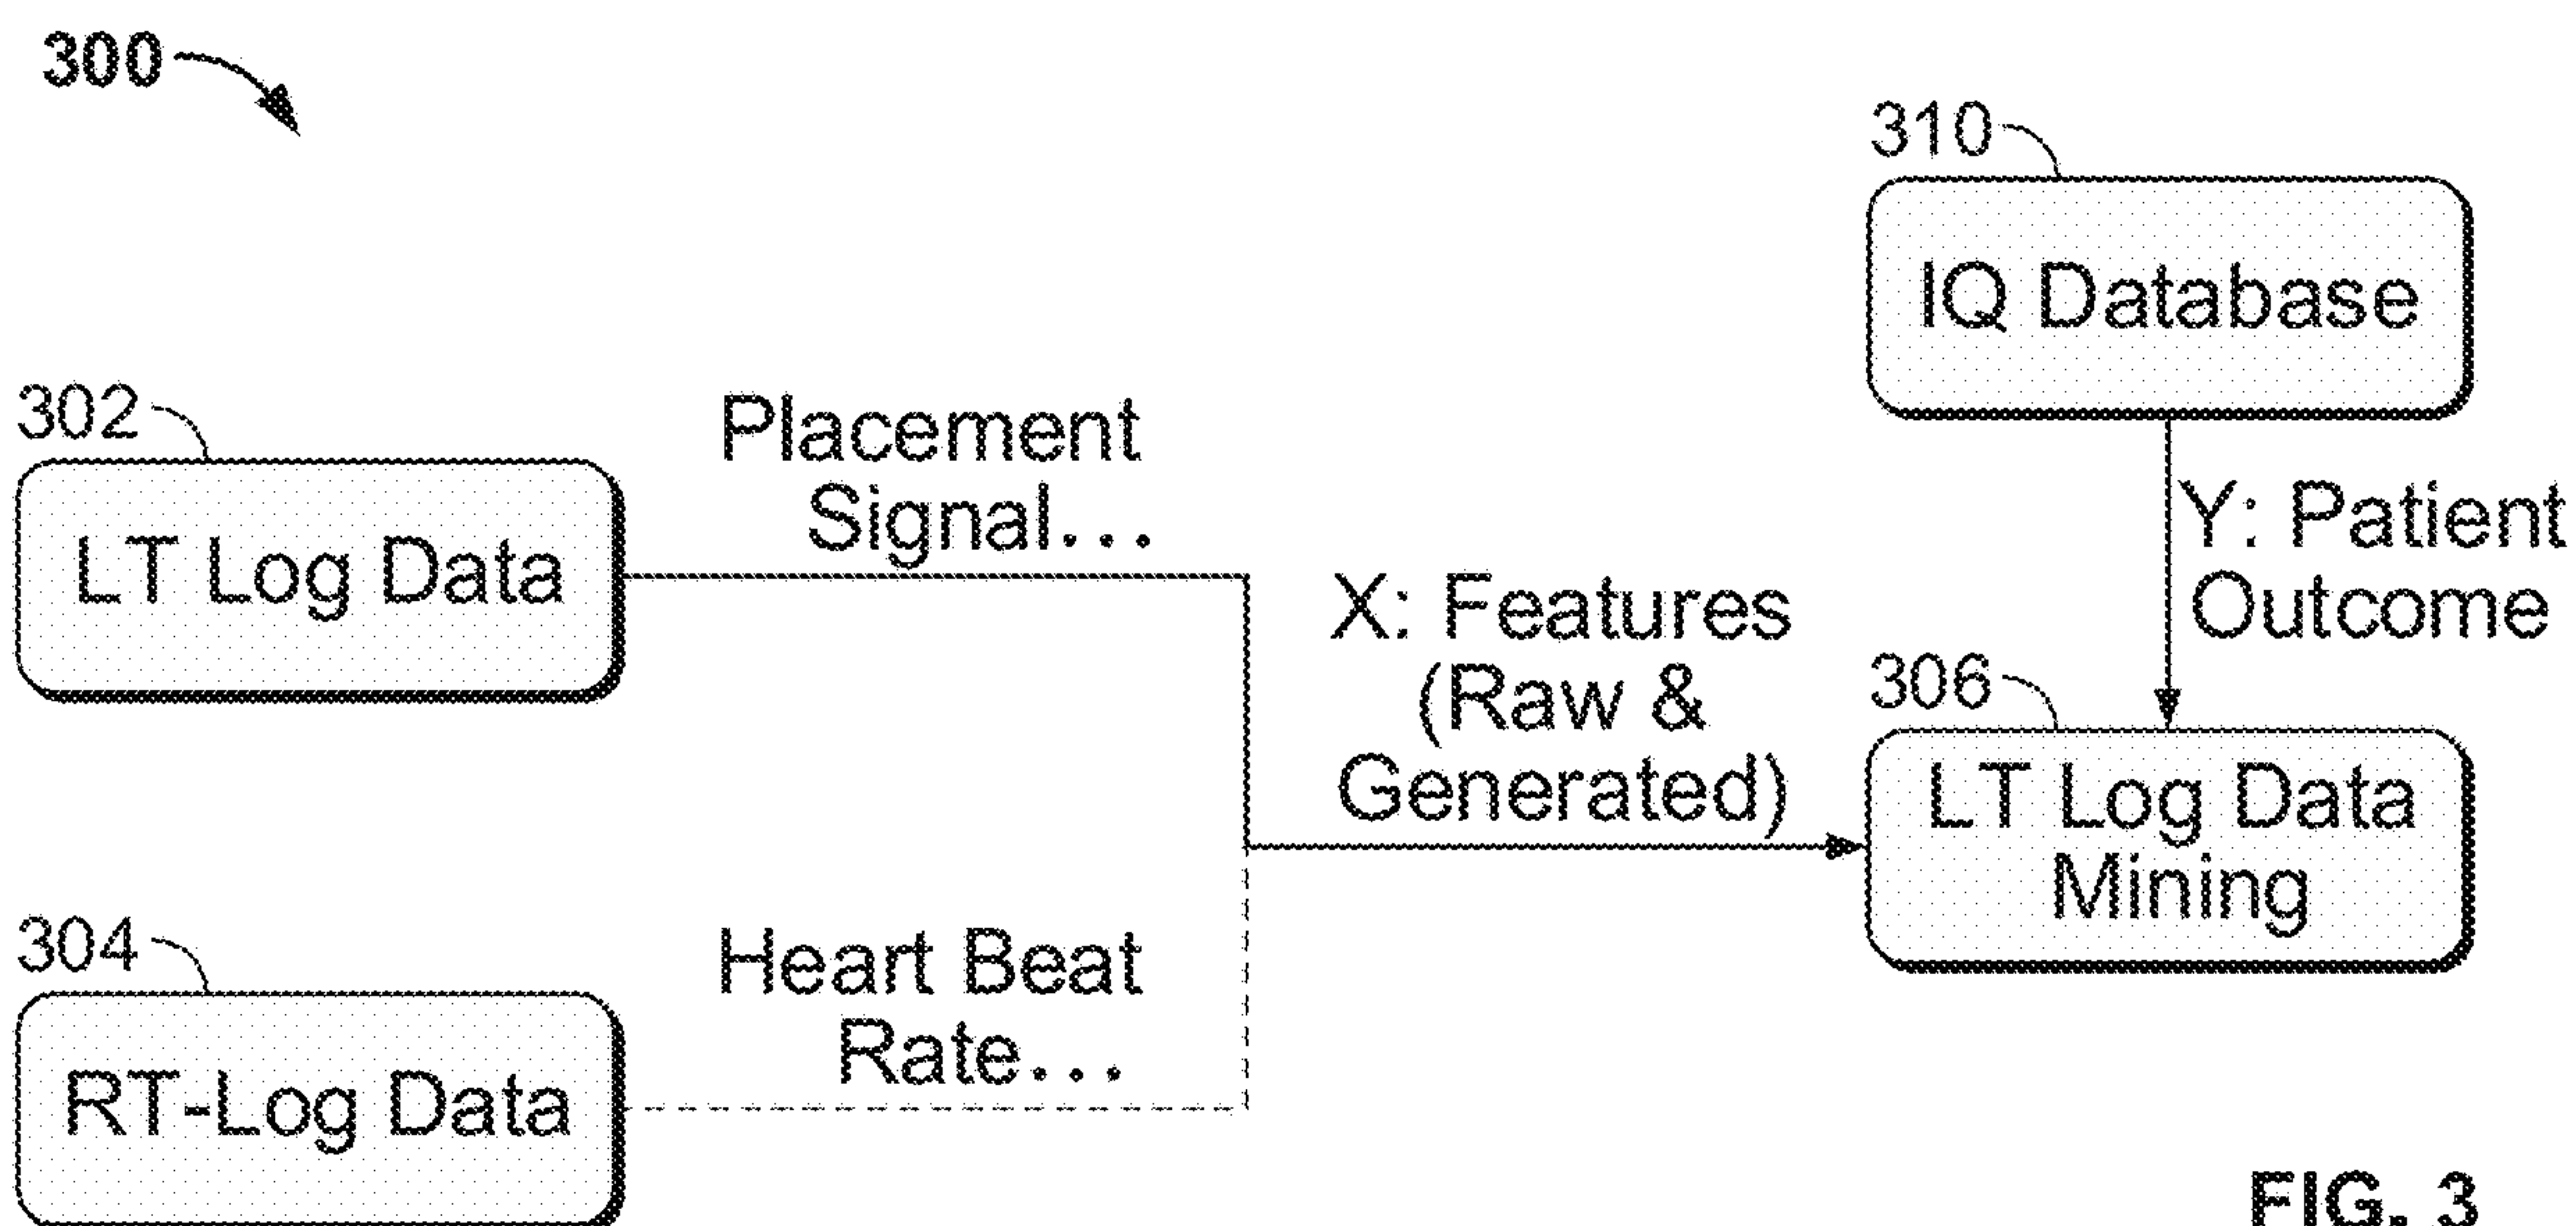 300
310
IQ Database
302
LT Log Data
Placement
Signal...
Y: Patient
Outcome
X: Features
(Raw &
Generated)
306
LT Log Data
Mining
304
RT-Log Data
Heart Beat
Rate...
FIG. 3